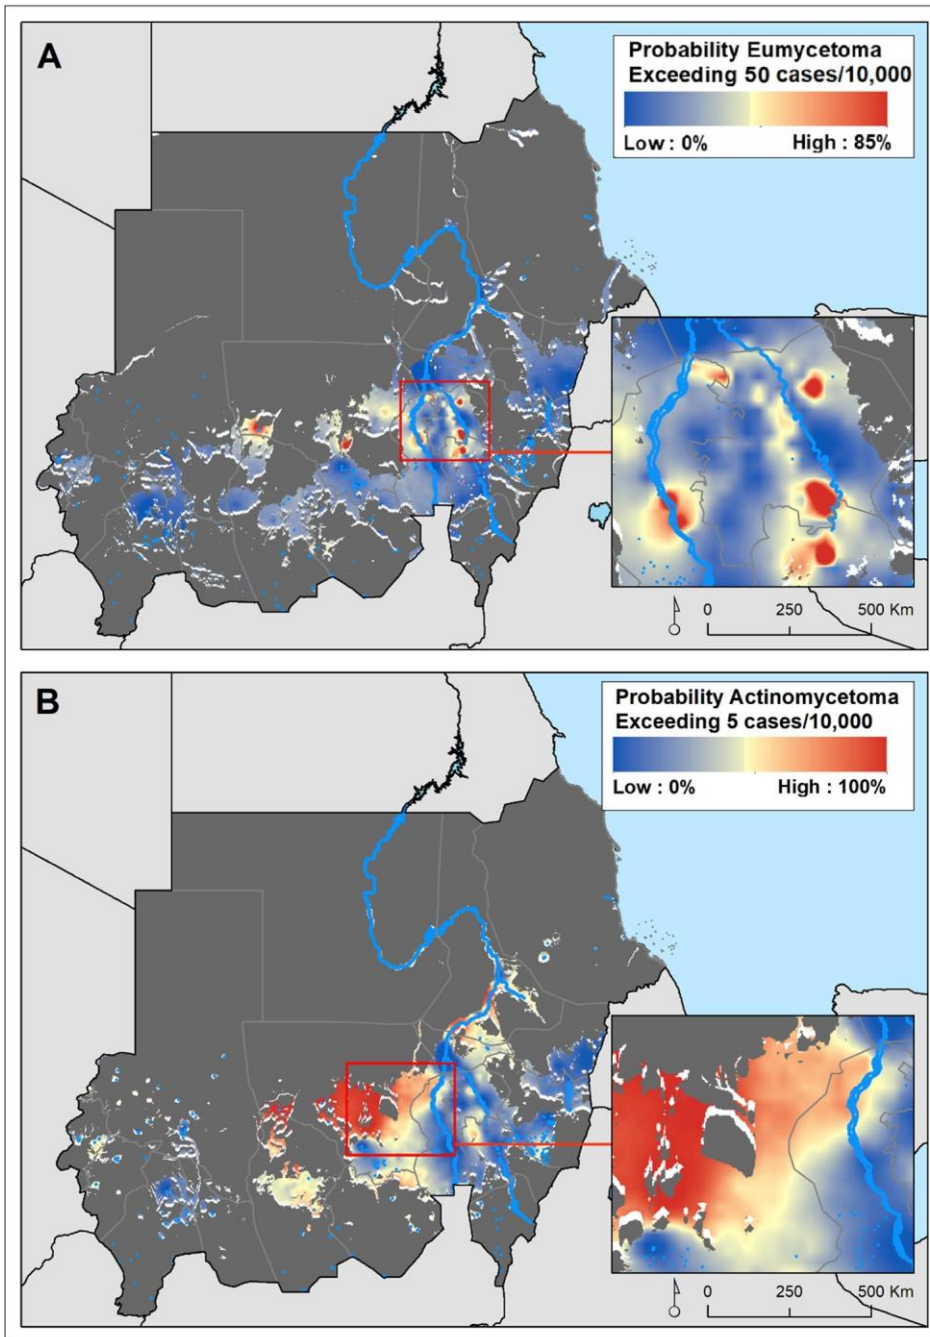 A
Probability Eumycetoma
Exceeding 50 cases/10,000
Low : 0%
High : 85%
0
250
500 Km
B
Probability Actinomycetoma
Exceeding 5 cases/10,000
Low : 0%
High : 100%
0
250
500 Km